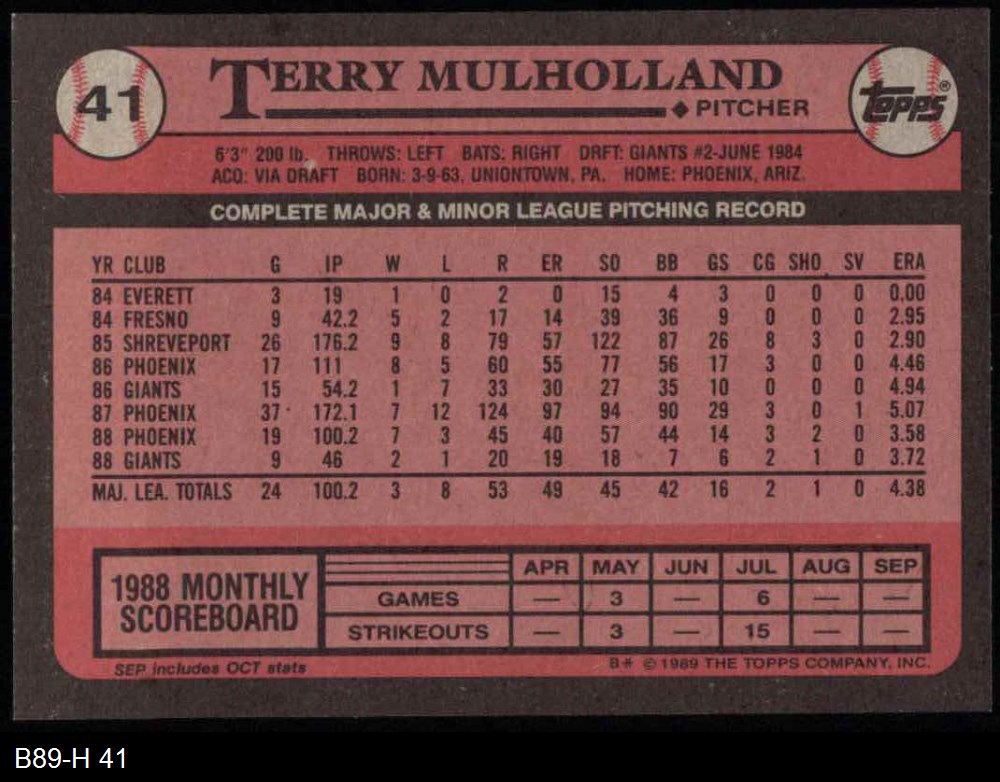 41
TERRY MULHOLLAND
◆ PITCHER
TOPPS®
6'3" 200 lb. THROWS: LEFT BATS: RIGHT DRFT: GIANTS #2-JUNE 1984
ACQ: VIA DRAFT BORN: 3-9-63, UNIONTOWN, PA. HOME: PHOENIX, ARIZ.
COMPLETE MAJOR & MINOR LEAGUE PITCHING RECORD
YR CLUB G IP W L R ER SO BB GS CG SHO SV ERA
84 EVERETT 3 19 1 0 2 0 15 4 3 0 0 0 0.00
84 FRESNO 9 42.2 5 2 17 14 39 36 9 0 0 0 2.95
85 SHREVEPORT 26 176.2 9 8 79 57 122 87 26 8 3 0 2.90
86 PHOENIX 17 111 8 5 60 55 77 56 17 3 0 0 4.46
86 GIANTS 15 54.2 1 7 33 30 27 35 10 0 0 0 4.94
87 PHOENIX 37 172.1 7 12 124 97 94 90 29 3 0 1 5.07
88 PHOENIX 19 100.2 7 3 45 40 57 44 14 3 2 0 3.58
88 GIANTS 9 46 2 1 20 19 18 7 6 2 1 0 3.72
MAJ. LEA. TOTALS 24 100.2 3 8 53 49 45 42 16 2 1 0 4.38
1988 MONTHLY SCOREBOARD
APR MAY JUN JUL AUG SEP
GAMES — 3 — 6 — —
STRIKEOUTS — 3 — 15 — —
SEP includes OCT stats
B* © 1989 THE TOPPS COMPANY, INC.
B89-H 41